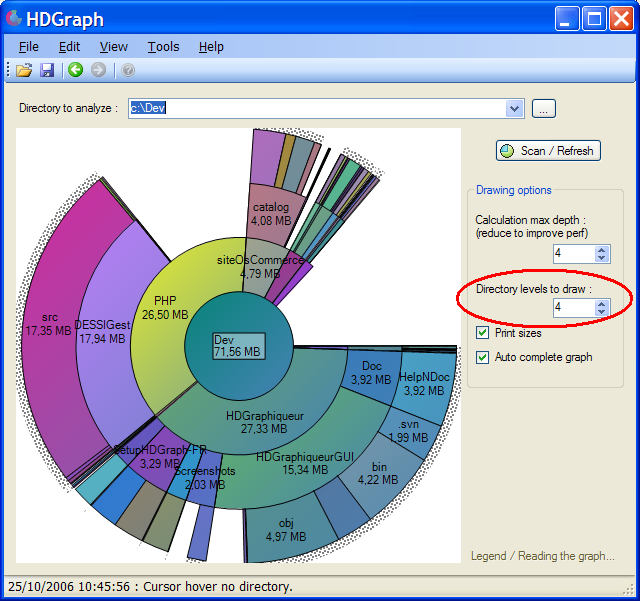 HDGraph
File Edit View Tools Help
Directory to analyze :
c:\Dev
...
Scan / Refresh
Drawing options
Calculation max depth :
(reduce to improve perf)
4
Directory levels to draw :
4
Print sizes
Auto complete graph
catalog
4,08 MB
siteOsCommerce
4,79 MB
PHP
26,50 MB
src
17,35 MB
DESSIGest
17,94 MB
Dev
71,56 MB
Doc
3,92 MB
HelpNDoc
3,92 MB
HDGraphiqueur
27,33 MB
.svn
1,99 MB
SetupHDGraph-FR
3,29 MB
HDGraphiqueurGUI
15,34 MB
Screenshots
2,03 MB
bin
4,22 MB
obj
4,97 MB
Legend / Reading the graph...
25/10/2006 10:45:56 : Cursor hover no directory.